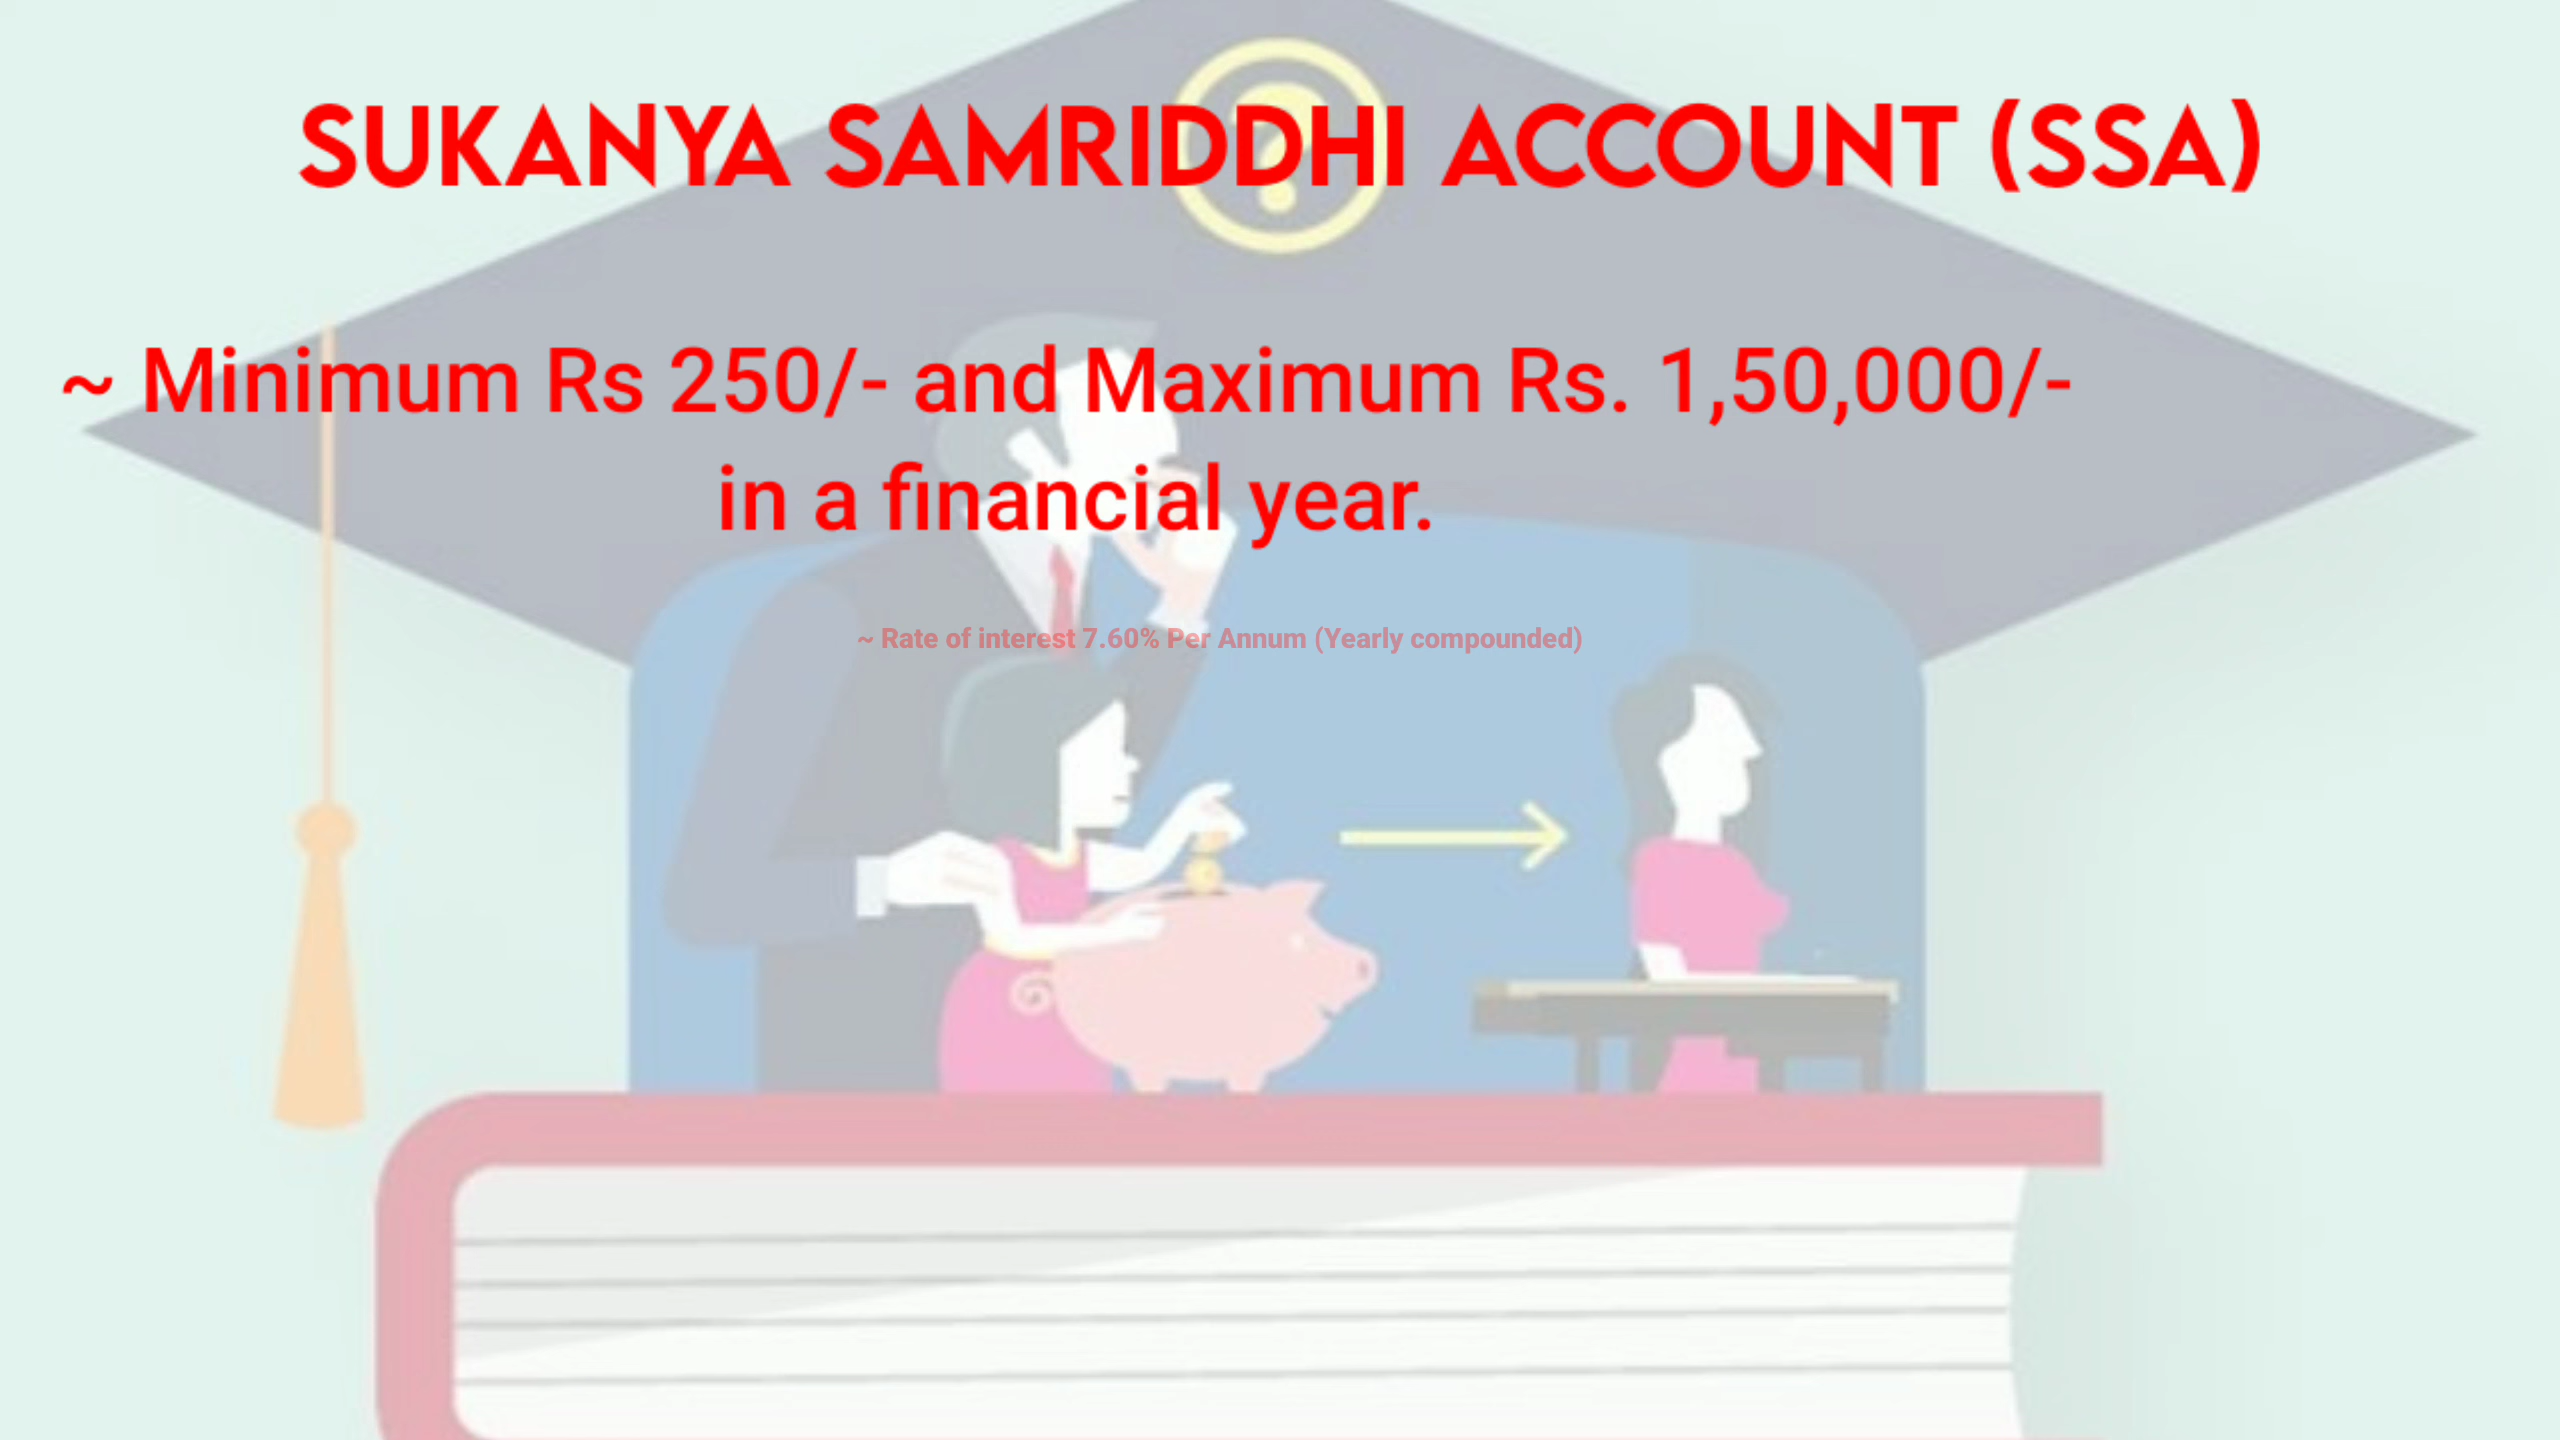 SUKANYA SAMRIDDHI ACCOUNT (SSA)
~ Minimum Rs 250/- and Maximum Rs. 1,50,000/-
in a financial year.
~ Rate of interest 7.60% Per Annum (Yearly compounded)